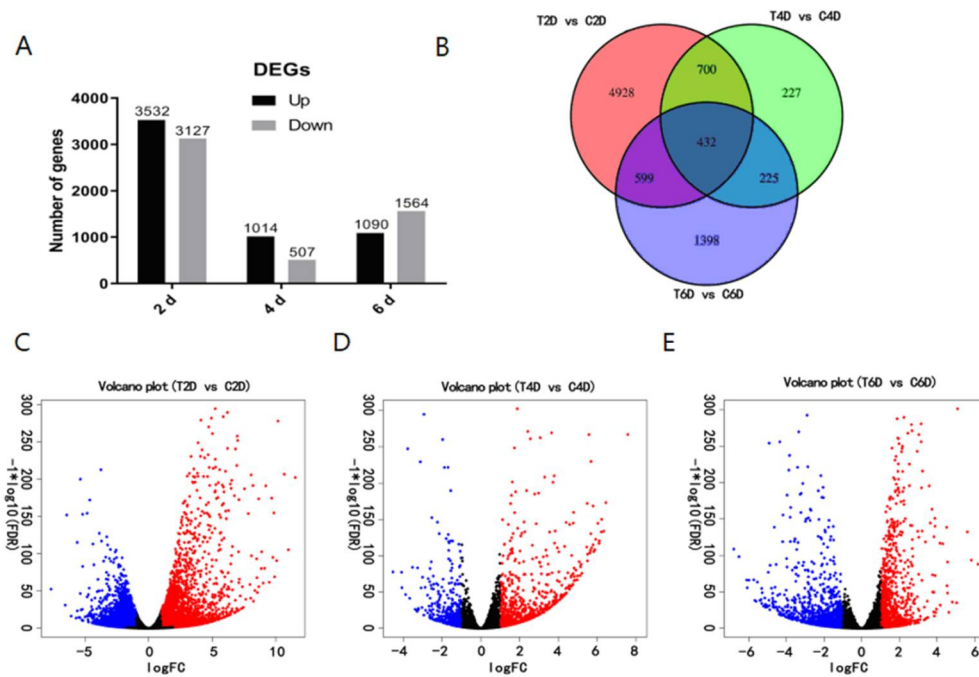 A
DEGs
Up
Down
Number of genes
4000
3000
2000
1000
0
3532
3127
1014
507
1090
1564
2 d
4 d
6 d
B
T2D vs C2D
T4D vs C4D
4928
700
227
432
599
225
1398
T6D vs C6D
C
Volcano plot(T2D vs C2D)
-1*log10(FDR)
300
250
200
150
100
50
0
-5
0
5
10
logFC
D
Volcano plot(T4D vs C4D)
-1*log10(FDR)
300
250
200
150
100
50
0
-4
-2
0
2
4
6
8
logFC
E
Volcano plot(T6D vs C6D)
-1*log10(FDR)
300
250
200
150
100
50
0
-6
-4
-2
0
2
4
6
logFC